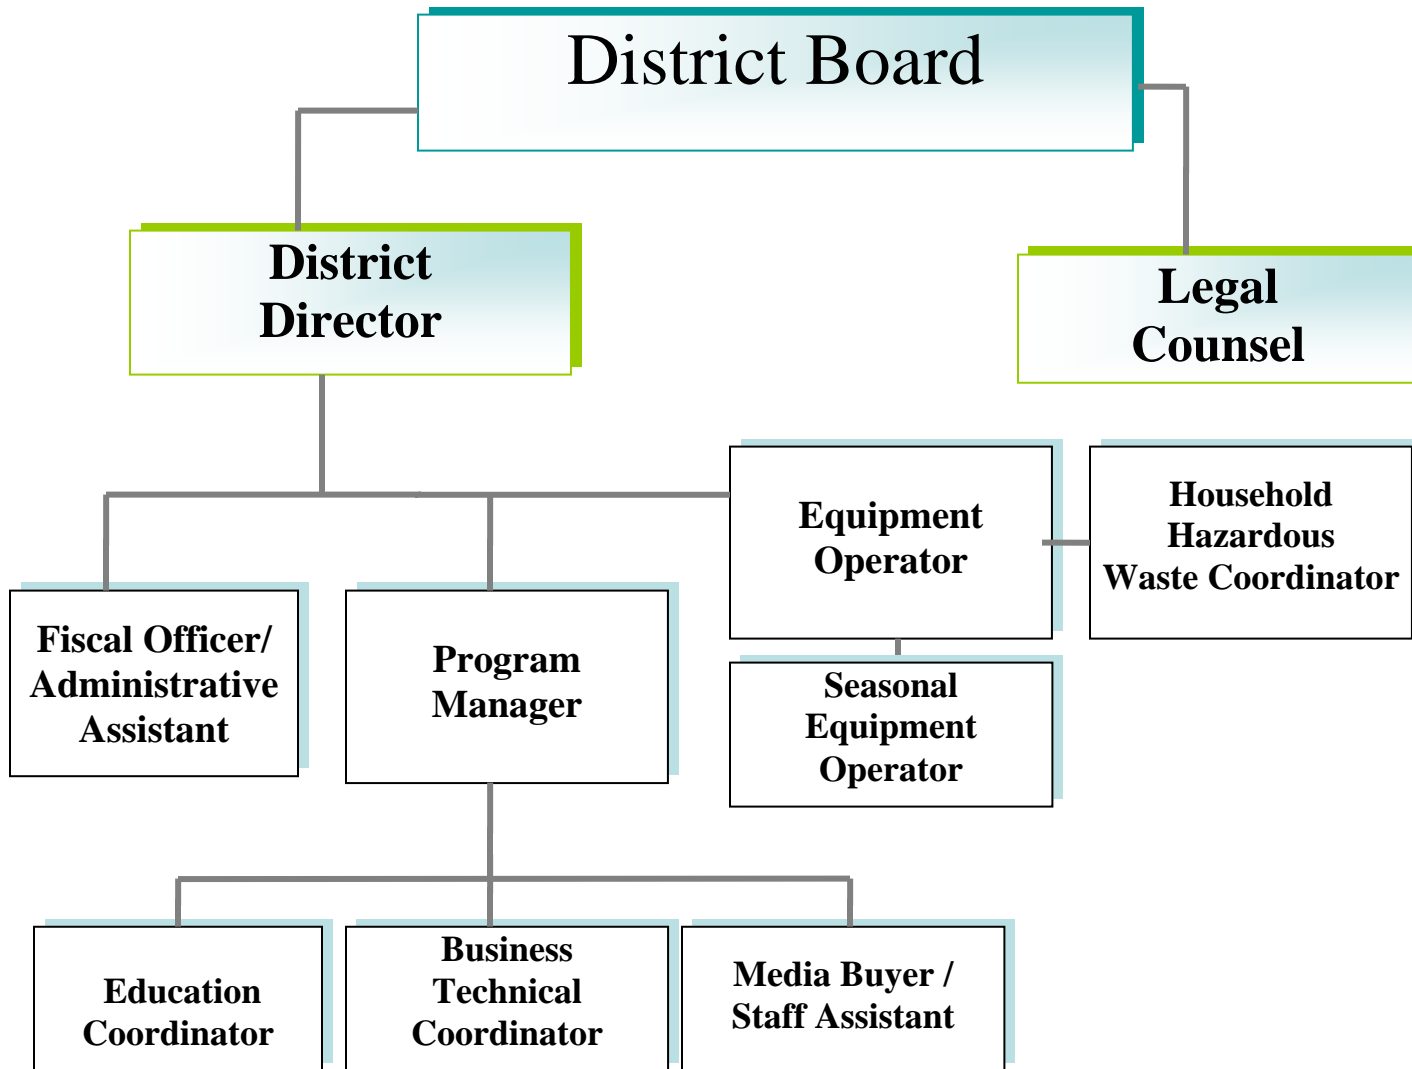 District Board
District
Director
Legal
Counsel
Equipment
Operator
Household
Hazardous
Waste Coordinator
Fiscal Officer/
Administrative
Assistant
Program
Manager
Seasonal
Equipment
Operator
Education
Coordinator
Business
Technical
Coordinator
Media Buyer /
Staff Assistant